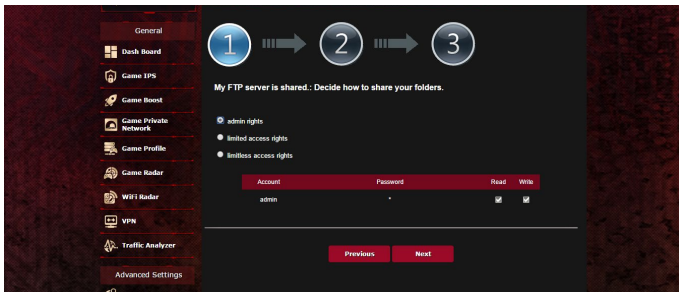 General
Dash Board
Game IPS
Game Boost
Game Private
Network
Game Profile
Game Radar
WiFi Radar
VPN
Traffic Analyzer
Advanced Settings
1
2
3
My FTP server is shared.: Decide how to share your folders.
admin rights
limited access rights
limitless access rights
Account Password Read Write
admin *
Previous Next